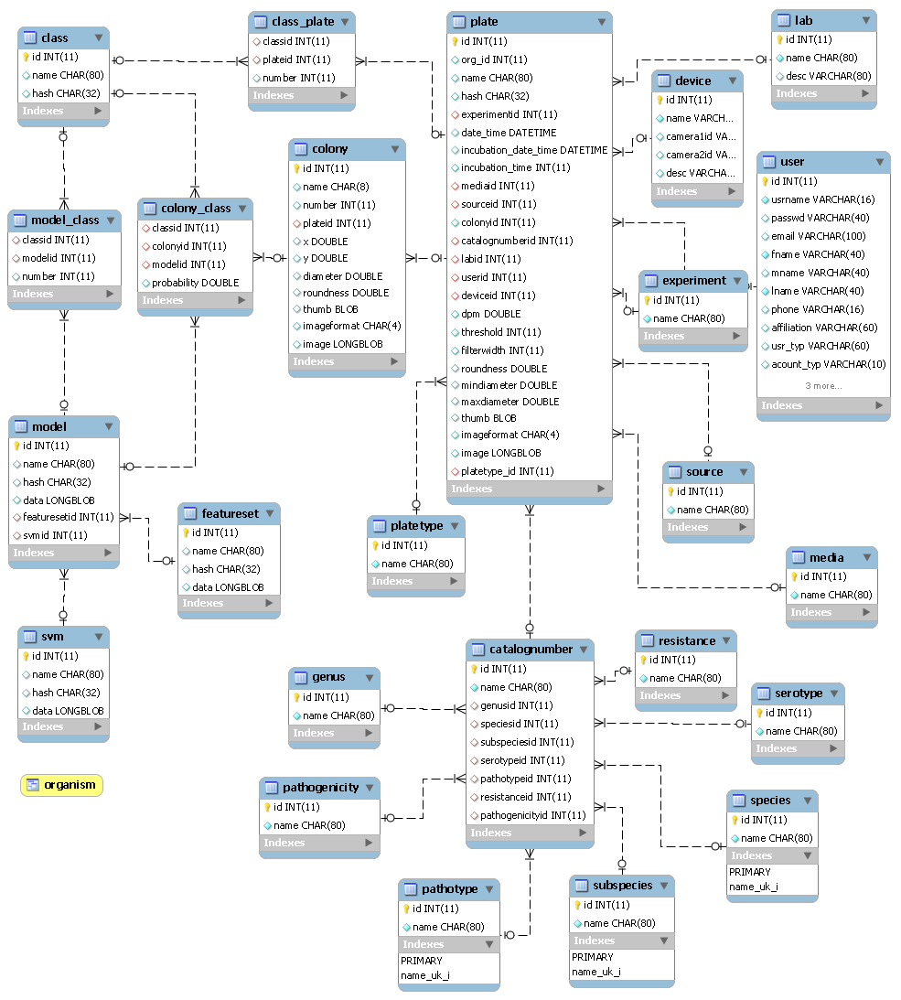 class
id INT(11)
name CHAR(80)
hash CHAR(32)
Indexes
class_plate
classid INT(11)
plateid INT(11)
number INT(11)
Indexes
plate
id INT(11)
org_id INT(11)
name CHAR(80)
hash CHAR(32)
experimentid INT(11)
date_time DATETIME
incubation_date_time DATETIME
incubation_time INT(11)
mediaid INT(11)
sourceid INT(11)
colonyid INT(11)
catalognumberid INT(11)
labid INT(11)
userid INT(11)
deviceid INT(11)
dpm DOUBLE
threshold INT(11)
filterwidth INT(11)
roundness DOUBLE
mindiameter DOUBLE
maxdiameter DOUBLE
thumb BLOB
imageformat CHAR(4)
image LONGBLOB
platetype_id INT(11)
Indexes
lab
id INT(11)
name CHAR(80)
desc VARCHAR(80)
Indexes
device
id INT(11)
name VARCH...
camera1id VA...
camera2id VA...
desc VARCHA...
Indexes
user
id INT(11)
usrname VARCHAR(16)
passwd VARCHAR(40)
email VARCHAR(100)
fname VARCHAR(40)
mname VARCHAR(40)
lname VARCHAR(40)
phone VARCHAR(16)
affiliation VARCHAR(60)
usr_typ VARCHAR(60)
acount_typ VARCHAR(10)
3 more...
Indexes
colony
id INT(11)
name CHAR(8)
number INT(11)
plateid INT(11)
x DOUBLE
y DOUBLE
diameter DOUBLE
roundness DOUBLE
thumb BLOB
imageformat CHAR(4)
image LONGBLOB
Indexes
model_class
classid INT(11)
modelid INT(11)
number INT(11)
Indexes
colony_class
classid INT(11)
colonyid INT(11)
modelid INT(11)
probability DOUBLE
Indexes
experiment
id INT(11)
name CHAR(80)
Indexes
model
id INT(11)
name CHAR(80)
hash CHAR(32)
data LONGBLOB
featuresetid INT(11)
svmid INT(11)
Indexes
featureset
id INT(11)
name CHAR(80)
hash CHAR(32)
data LONGBLOB
Indexes
platetype
id INT(11)
name CHAR(80)
Indexes
source
id INT(11)
name CHAR(80)
Indexes
media
id INT(11)
name CHAR(80)
Indexes
svm
id INT(11)
name CHAR(80)
hash CHAR(32)
data LONGBLOB
Indexes
organism
genus
id INT(11)
name CHAR(80)
Indexes
catalognumber
id INT(11)
name CHAR(80)
genusid INT(11)
speciesid INT(11)
subspeciesid INT(11)
serotypeid INT(11)
pathotypeid INT(11)
resistanceid INT(11)
pathogenicityid INT(11)
Indexes
resistance
id INT(11)
name CHAR(80)
Indexes
serotype
id INT(11)
name CHAR(80)
Indexes
pathogenicity
id INT(11)
name CHAR(80)
Indexes
species
id INT(11)
name CHAR(80)
Indexes
PRIMARY
name_uk_i
pathotype
id INT(11)
name CHAR(80)
Indexes
PRIMARY
name_uk_i
subspecies
id INT(11)
name CHAR(80)
Indexes
PRIMARY
name_uk_i